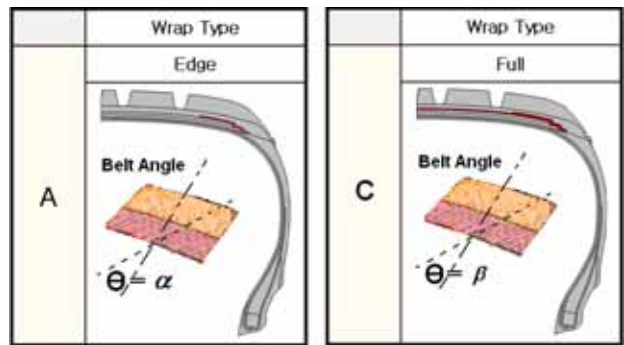 Wrap Type
Edge
A
Belt Angle
Θ= α
Wrap Type
Full
C
Belt Angle
Θ= β